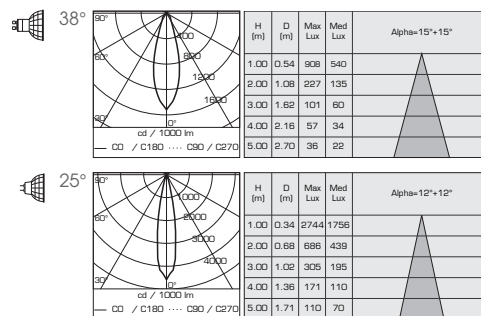 38°
90°
60°
30°
400
800
1200
1600
0°
cd / 1000 lm
C0 / C180 ···· C90 / C270
H (m) D (m) Max Lux Med Lux Alpha=15°+15°
1.00 0.54 908 540
2.00 1.08 227 135
3.00 1.62 101 60
4.00 2.16 57 34
5.00 2.70 36 22
25°
90°
60°
30°
1000
2000
3000
4000
0°
cd / 1000 lm
C0 / C180 ···· C90 / C270
H (m) D (m) Max Lux Med Lux Alpha=12°+12°
1.00 0.34 2744 1756
2.00 0.68 686 439
3.00 1.02 305 195
4.00 1.36 171 110
5.00 1.71 110 70